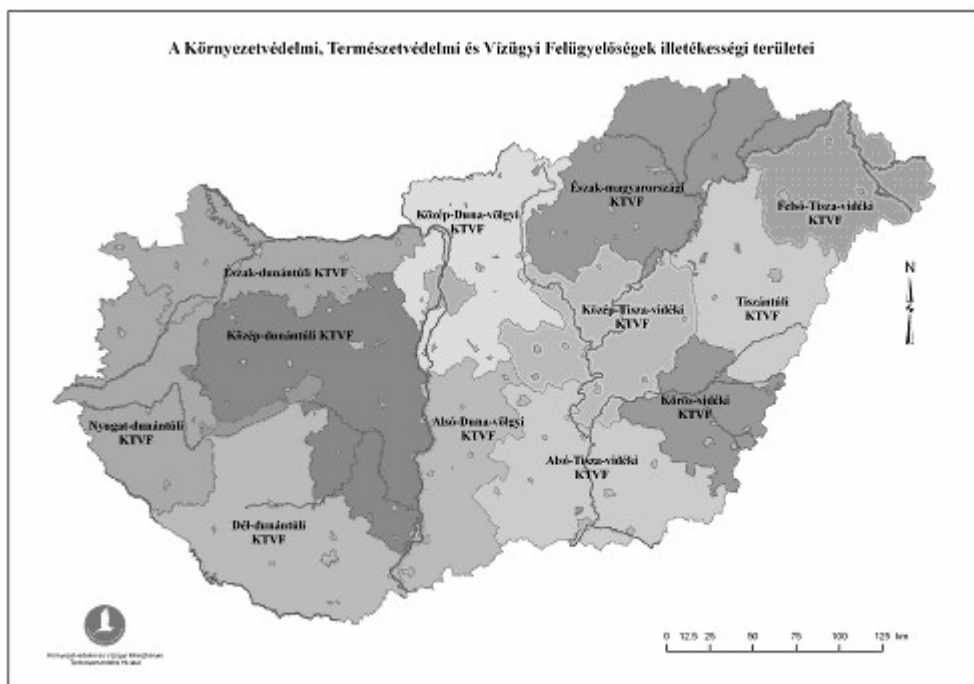 A Környezetvédelmi, Természetvédelmi és Vízügyi Felügyelőségek illetékességi területei
Észak-magyarországi
KTVF
Felső-Tisza-vidéki
KTVF
Közép-Duna-völgyi
KTVF
Észak-dunántúli KTVF
N
Tiszántúli
KTVF
Közép-Tisza-vidéki
KTVF
Közép-dunántúli KTVF
Körös-vidéki
KTVF
Nyugat-dunántúli
KTVF
Alsó-Duna-völgyi
KTVF
Alsó-Tisza-vidéki
KTVF
Dél-dunántúli
KTVF
0 12,5 25 75 100 125 km